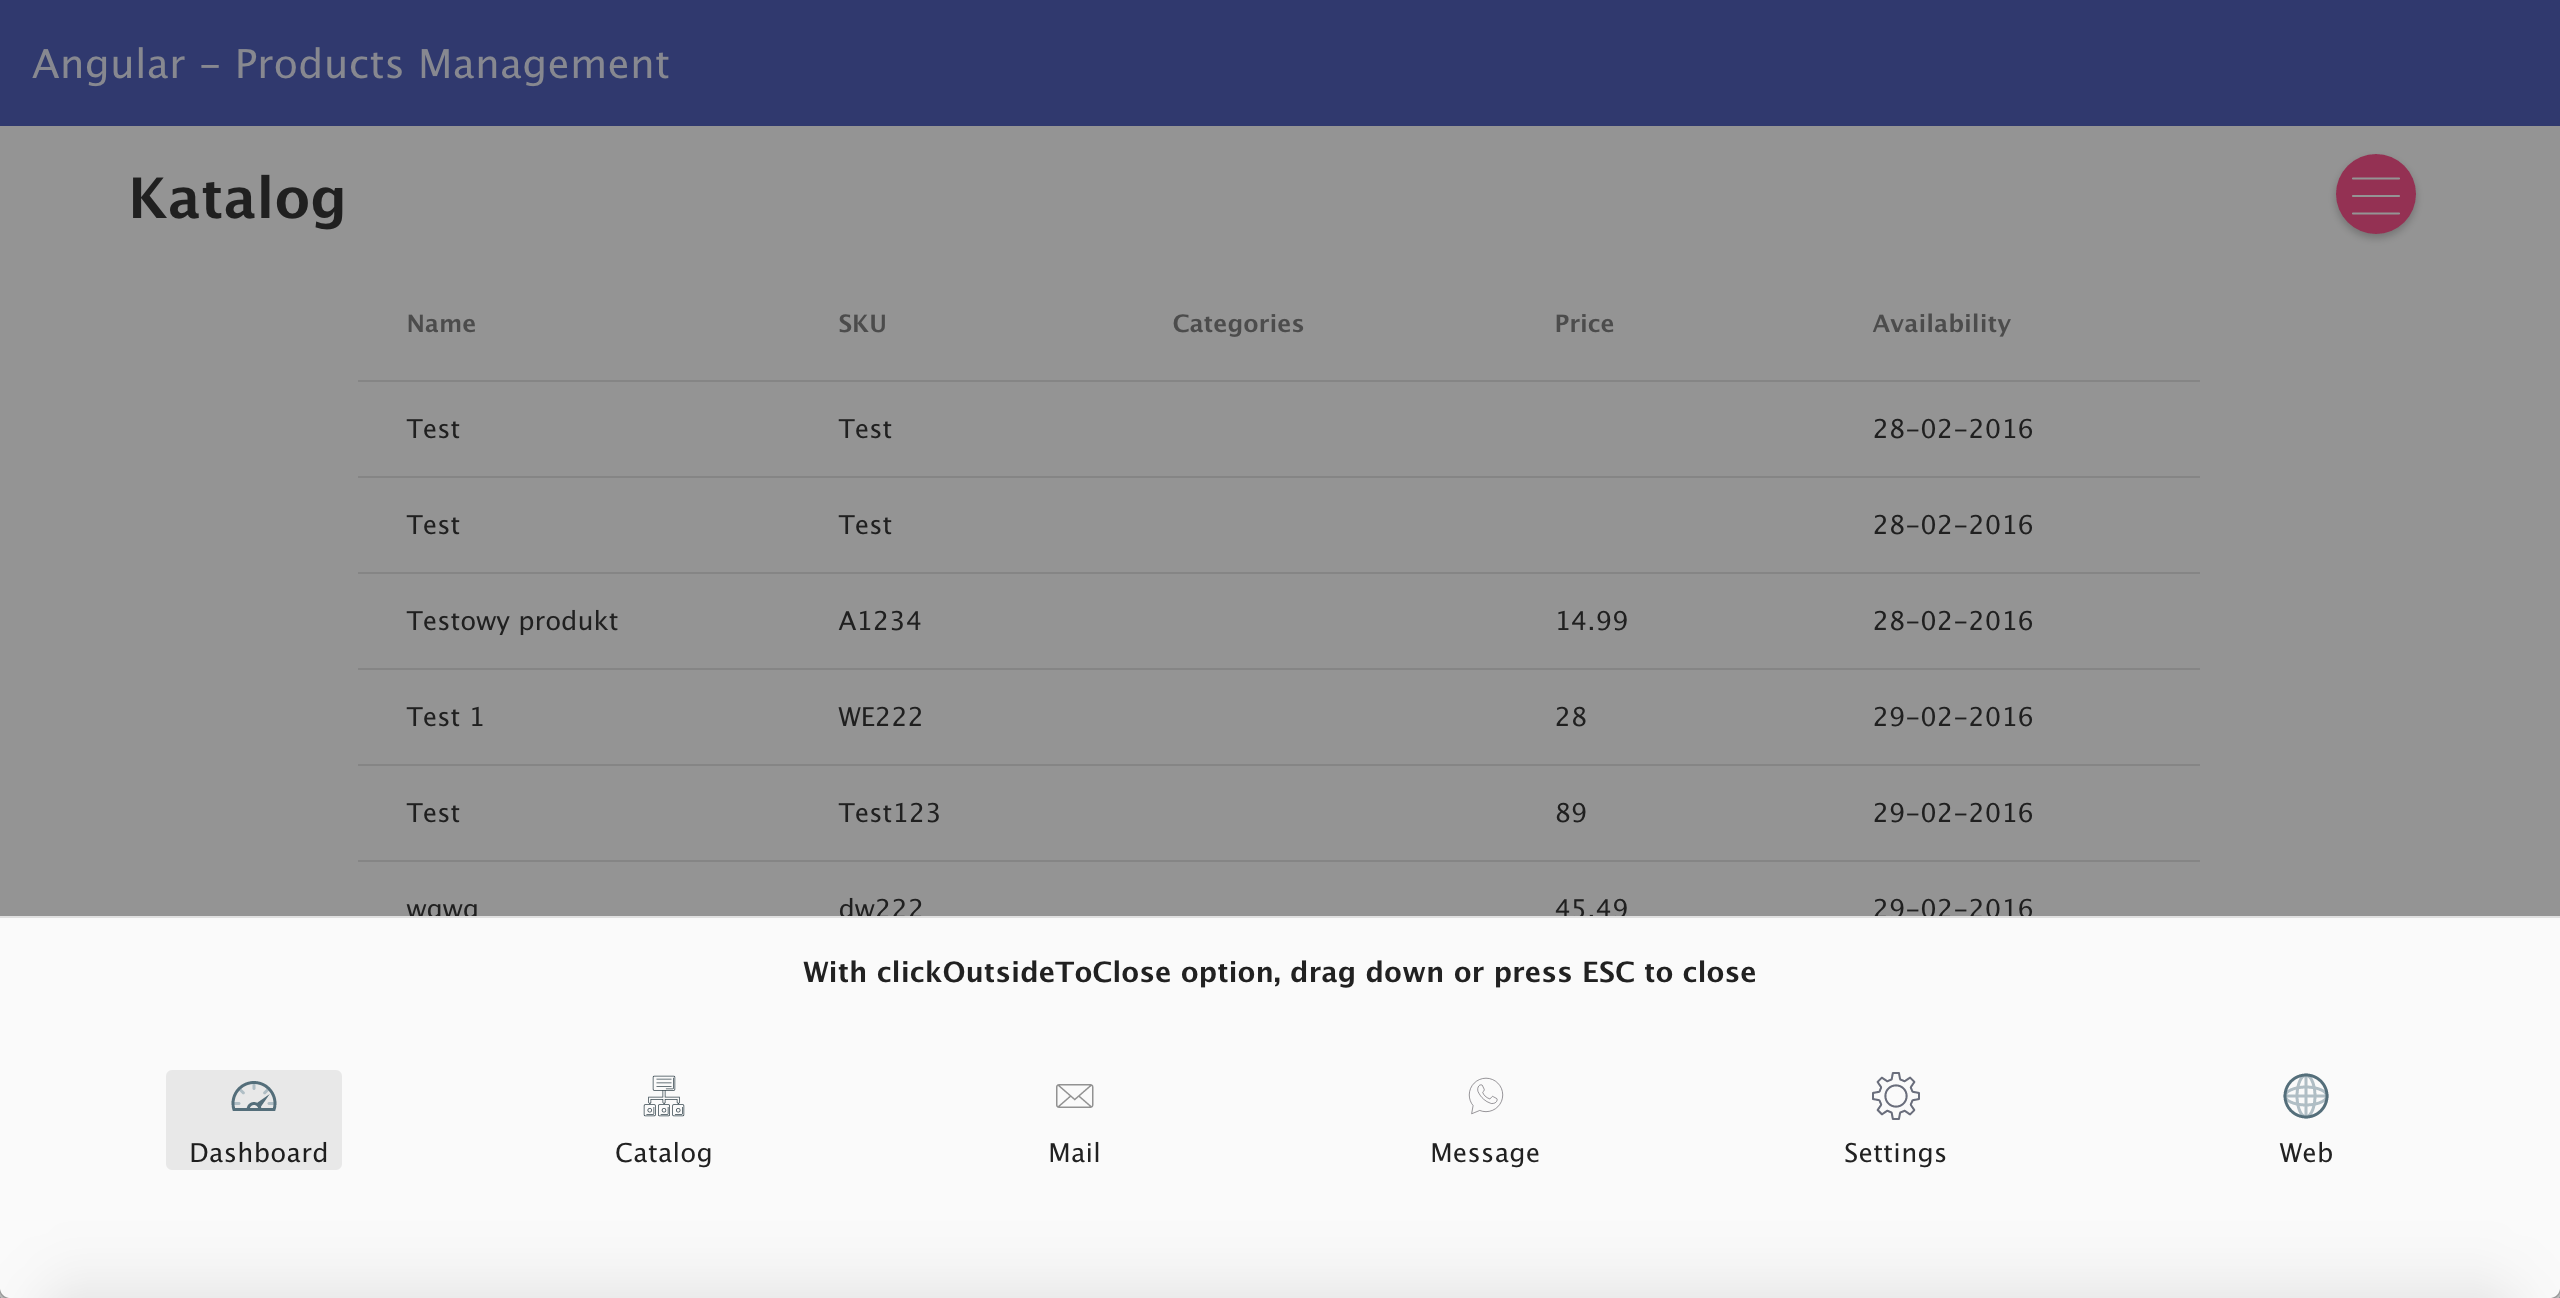 Angular – Products Management
Katalog
Name SKU Categories Price Availability
Test Test 28-02-2016
Test Test 28-02-2016
Testowy produkt A1234 14.99 28-02-2016
Test 1 WE222 28 29-02-2016
Test Test123 89 29-02-2016
dw222 45.49 29-02-2016
With clickOutsideToClose option, drag down or press ESC to close
Dashboard Catalog Mail Message Settings Web